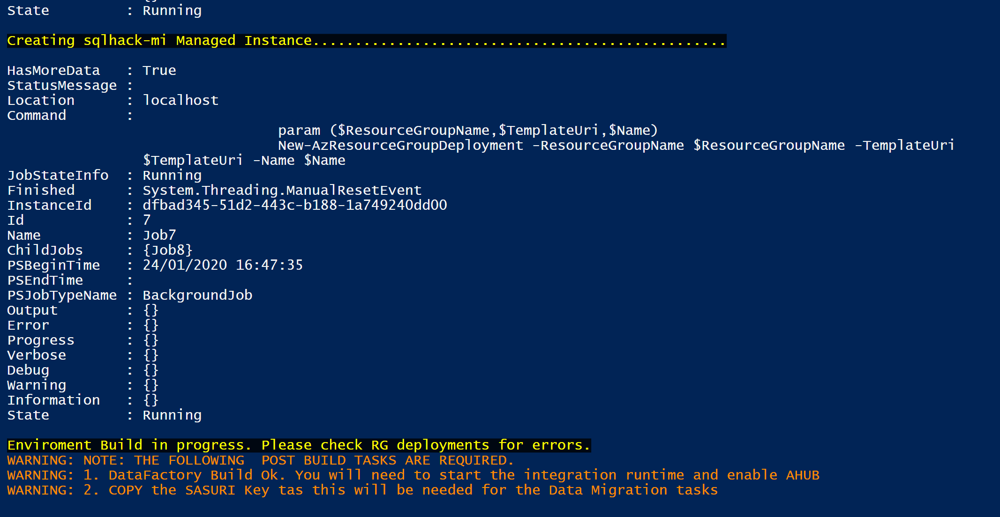 State         : Running
Creating sqlhack-mi Managed Instance.................................................
HasMoreData   : True
StatusMessage :
Location      : localhost
Command       :
param ($ResourceGroupName,$TemplateUri,$Name)
New-AzResourceGroupDeployment -ResourceGroupName $ResourceGroupName -TemplateUri
$TemplateUri -Name $Name
JobStateInfo  : Running
Finished      : System.Threading.ManualResetEvent
InstanceId    : dfbad345-51d2-443c-b188-1a749240dd00
Id            : 7
Name          : Job7
ChildJobs     : {Job8}
PSBeginTime   : 24/01/2020 16:47:35
PSEndTime     :
PSJobTypeName : BackgroundJob
Output        : {}
Error         : {}
Progress      : {}
Verbose       : {}
Debug         : {}
Warning       : {}
Information   : {}
State         : Running
Enviroment Build in progress. Please check RG deployments for errors.
WARNING: NOTE: THE FOLLOWING  POST BUILD TASKS ARE REQUIRED.
WARNING: 1. DataFactory Build Ok. You will need to start the integration runtime and enable AHUB
WARNING: 2. COPY the SASURI Key tas this will be needed for the Data Migration tasks